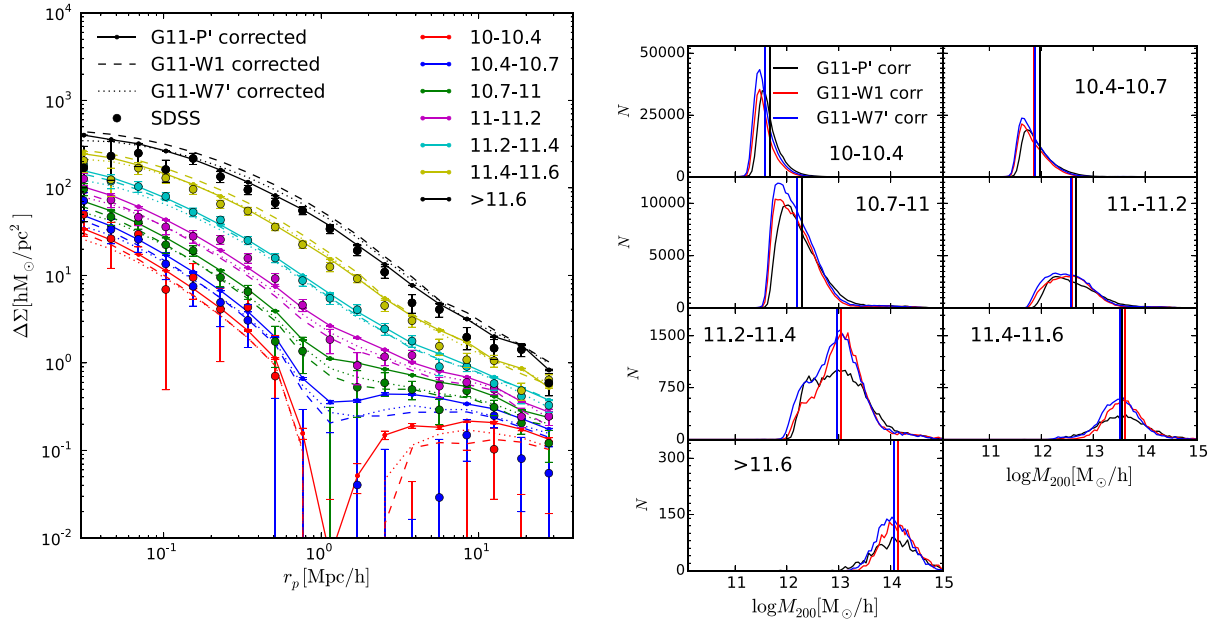 10^4
10^3
10^2
10^1
10^0
10^-1
10^-2
ΔΣ[hM⊙/pc^2]
G11-P' corrected
G11-W1 corrected
G11-W7' corrected
SDSS
10-10.4
10.4-10.7
10.7-11
11-11.2
11.2-11.4
11.4-11.6
>11.6
10^-1
10^0
10^1
r_p[Mpc/h]
50000
25000
0
N
G11-P' corr
G11-W1 corr
G11-W7' corr
10-10.4
10.4-10.7
10000
5000
0
N
10.7-11
11.-11.2
1500
750
0
N
11.2-11.4
11.4-11.6
11 12 13 14 15
logM_200[M⊙/h]
300
150
0
N
>11.6
11 12 13 14 15
logM_200[M⊙/h]